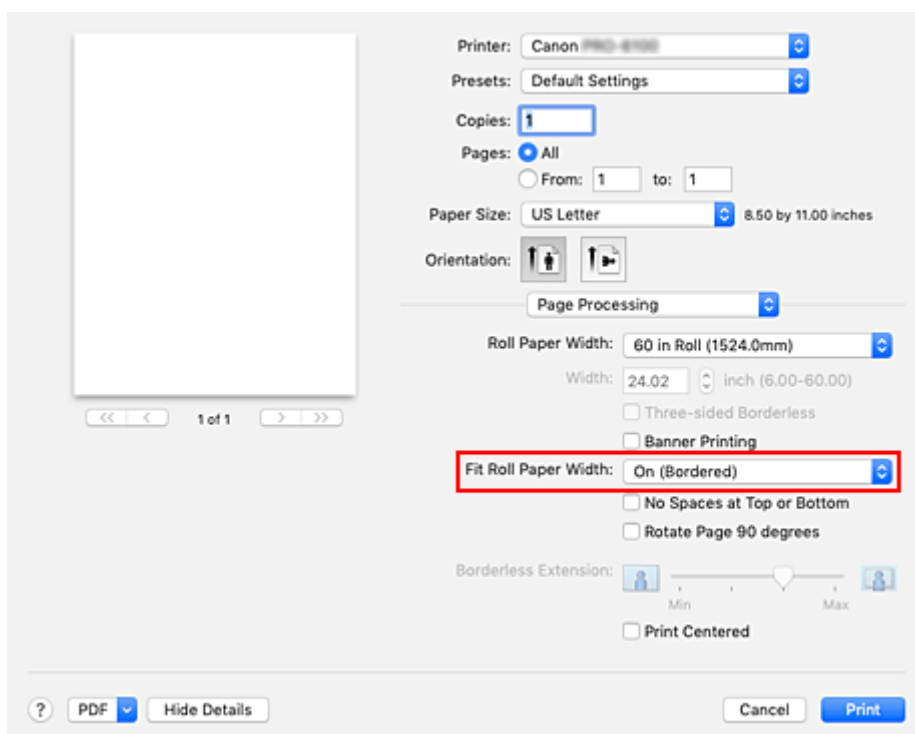 Printer: Canon
Presets: Default Settings
Copies: 1
Pages: All
From: 1 to: 1
Paper Size: US Letter 8.50 by 11.00 inches
Orientation:
Page Processing
Roll Paper Width: 60 in Roll (1524.0mm)
Width: 24.02 inch (6.00-60.00)
Three-sided Borderless
Banner Printing
Fit Roll Paper Width: On (Bordered)
No Spaces at Top or Bottom
Rotate Page 90 degrees
Borderless Extension:
Min Max
Print Centered
<< < 1 of 1 > >>
? PDF Hide Details Cancel Print